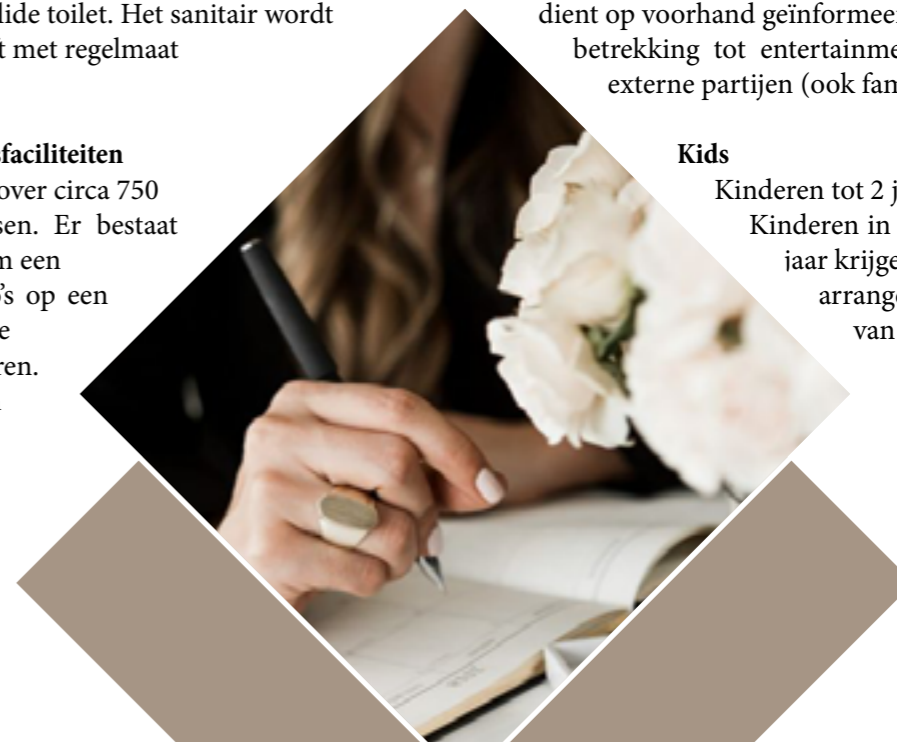 lide toilet. Het sanitair wordt
t met regelmaat
faciliteiten
over circa 750
sen. Er bestaat
m een
's op een
e
ren.
dient op voorhand geïnformeer
betrekking tot entertainme
externe partijen (ook fam
Kids
Kinderen tot 2 j
Kinderen in
jaar krijge
arrange
van